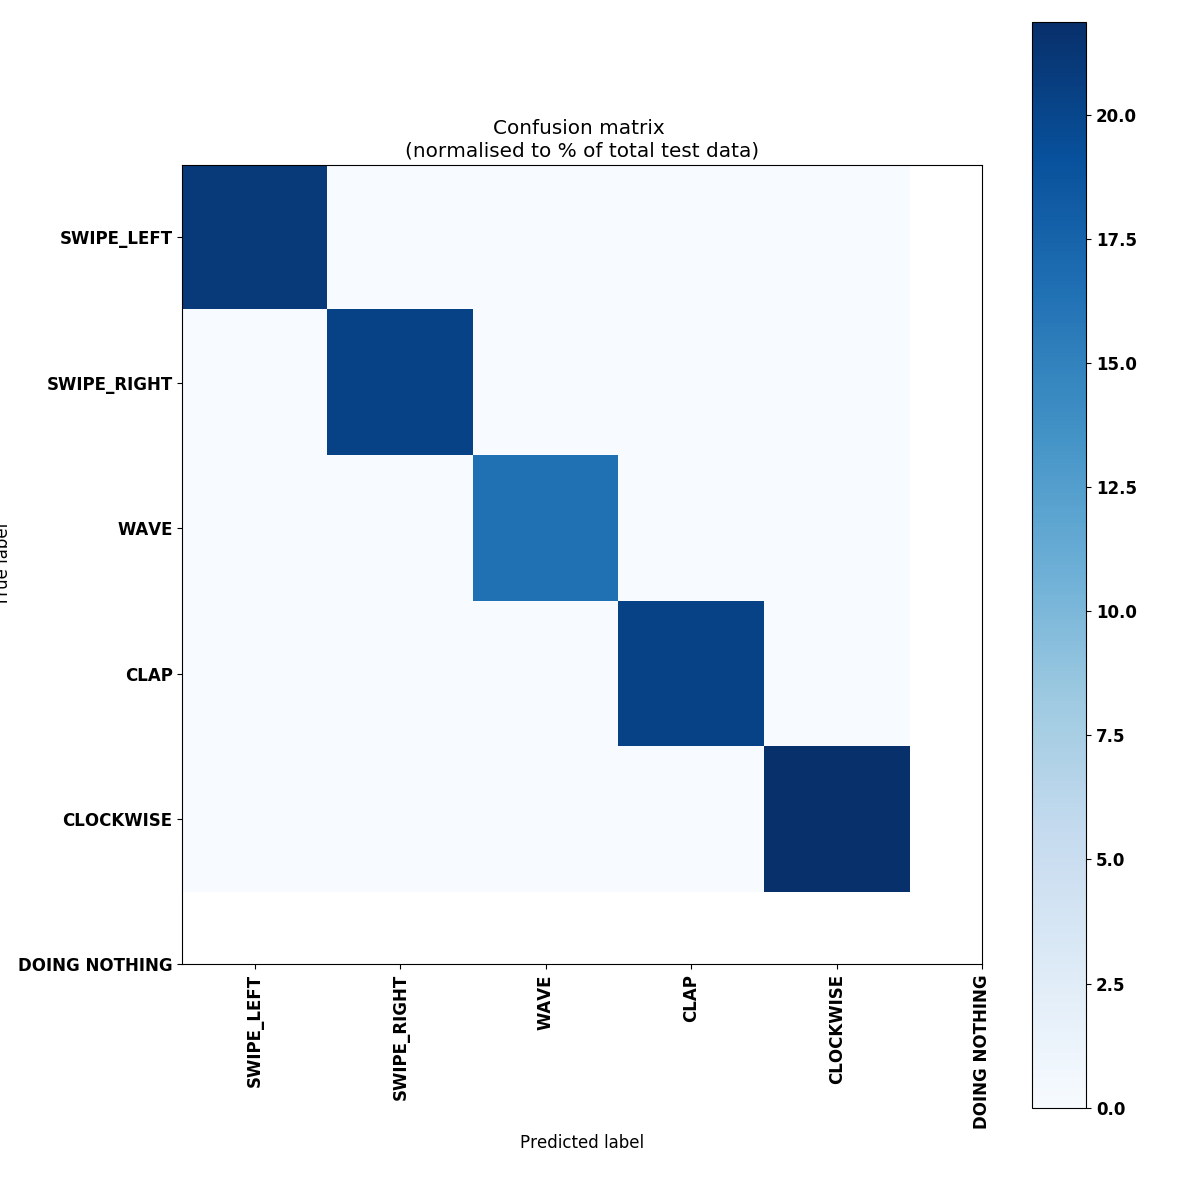 Confusion matrix
(normalised to % of total test data)
SWIPE_LEFT
SWIPE_RIGHT
WAVE
CLAP
CLOCKWISE
DOING NOTHING
True label
SWIPE_LEFT
SWIPE_RIGHT
WAVE
CLAP
CLOCKWISE
DOING NOTHING
Predicted label
20.0
17.5
15.0
12.5
10.0
7.5
5.0
2.5
0.0